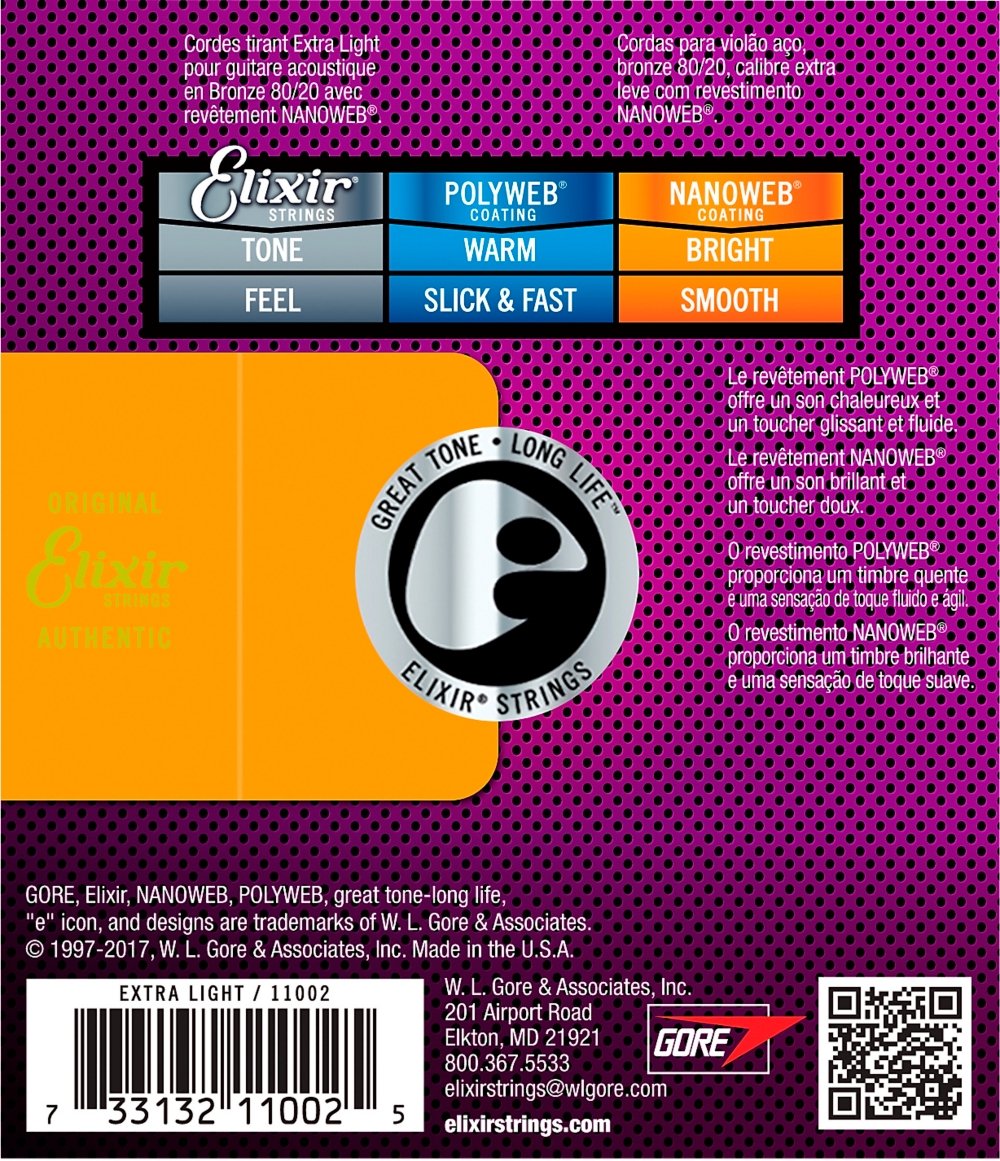 Cordes tirant Extra Light
pour guitare acoustique
en Bronze 80/20 avec
revêtement NANOWEB®.
Cordas para violão aço,
bronze 80/20, calibre extra
leve com revestimento
NANOWEB®.
Elixir®
STRINGS
POLYWEB®
COATING
NANOWEB®
COATING
TONE
WARM
BRIGHT
FEEL
SLICK & FAST
SMOOTH
Le revêtement POLYWEB®
offre un son chaleureux et
un toucher glissant et fluide.
Le revêtement NANOWEB®
offre un son brillant et
un toucher doux.
O revestimento POLYWEB®
proporciona um timbre quente
e uma sensação de toque fluido e ágil.
O revestimento NANOWEB®
proporciona um timbre brilhante
e uma sensação de toque suave.
GREAT TONE • LONG LIFE™
ELIXIR® STRINGS
ORIGINAL
Elixir
STRINGS
AUTHENTIC
GORE, Elixir, NANOWEB, POLYWEB, great tone-long life,
"e" icon, and designs are trademarks of W. L. Gore & Associates.
© 1997-2017, W. L. Gore & Associates, Inc. Made in the U.S.A.
EXTRA LIGHT / 11002
7 33132 11002 5
W. L. Gore & Associates, Inc.
201 Airport Road
Elkton, MD 21921
800.367.5533
elixirstrings@wlgore.com
elixirstrings.com
GORE